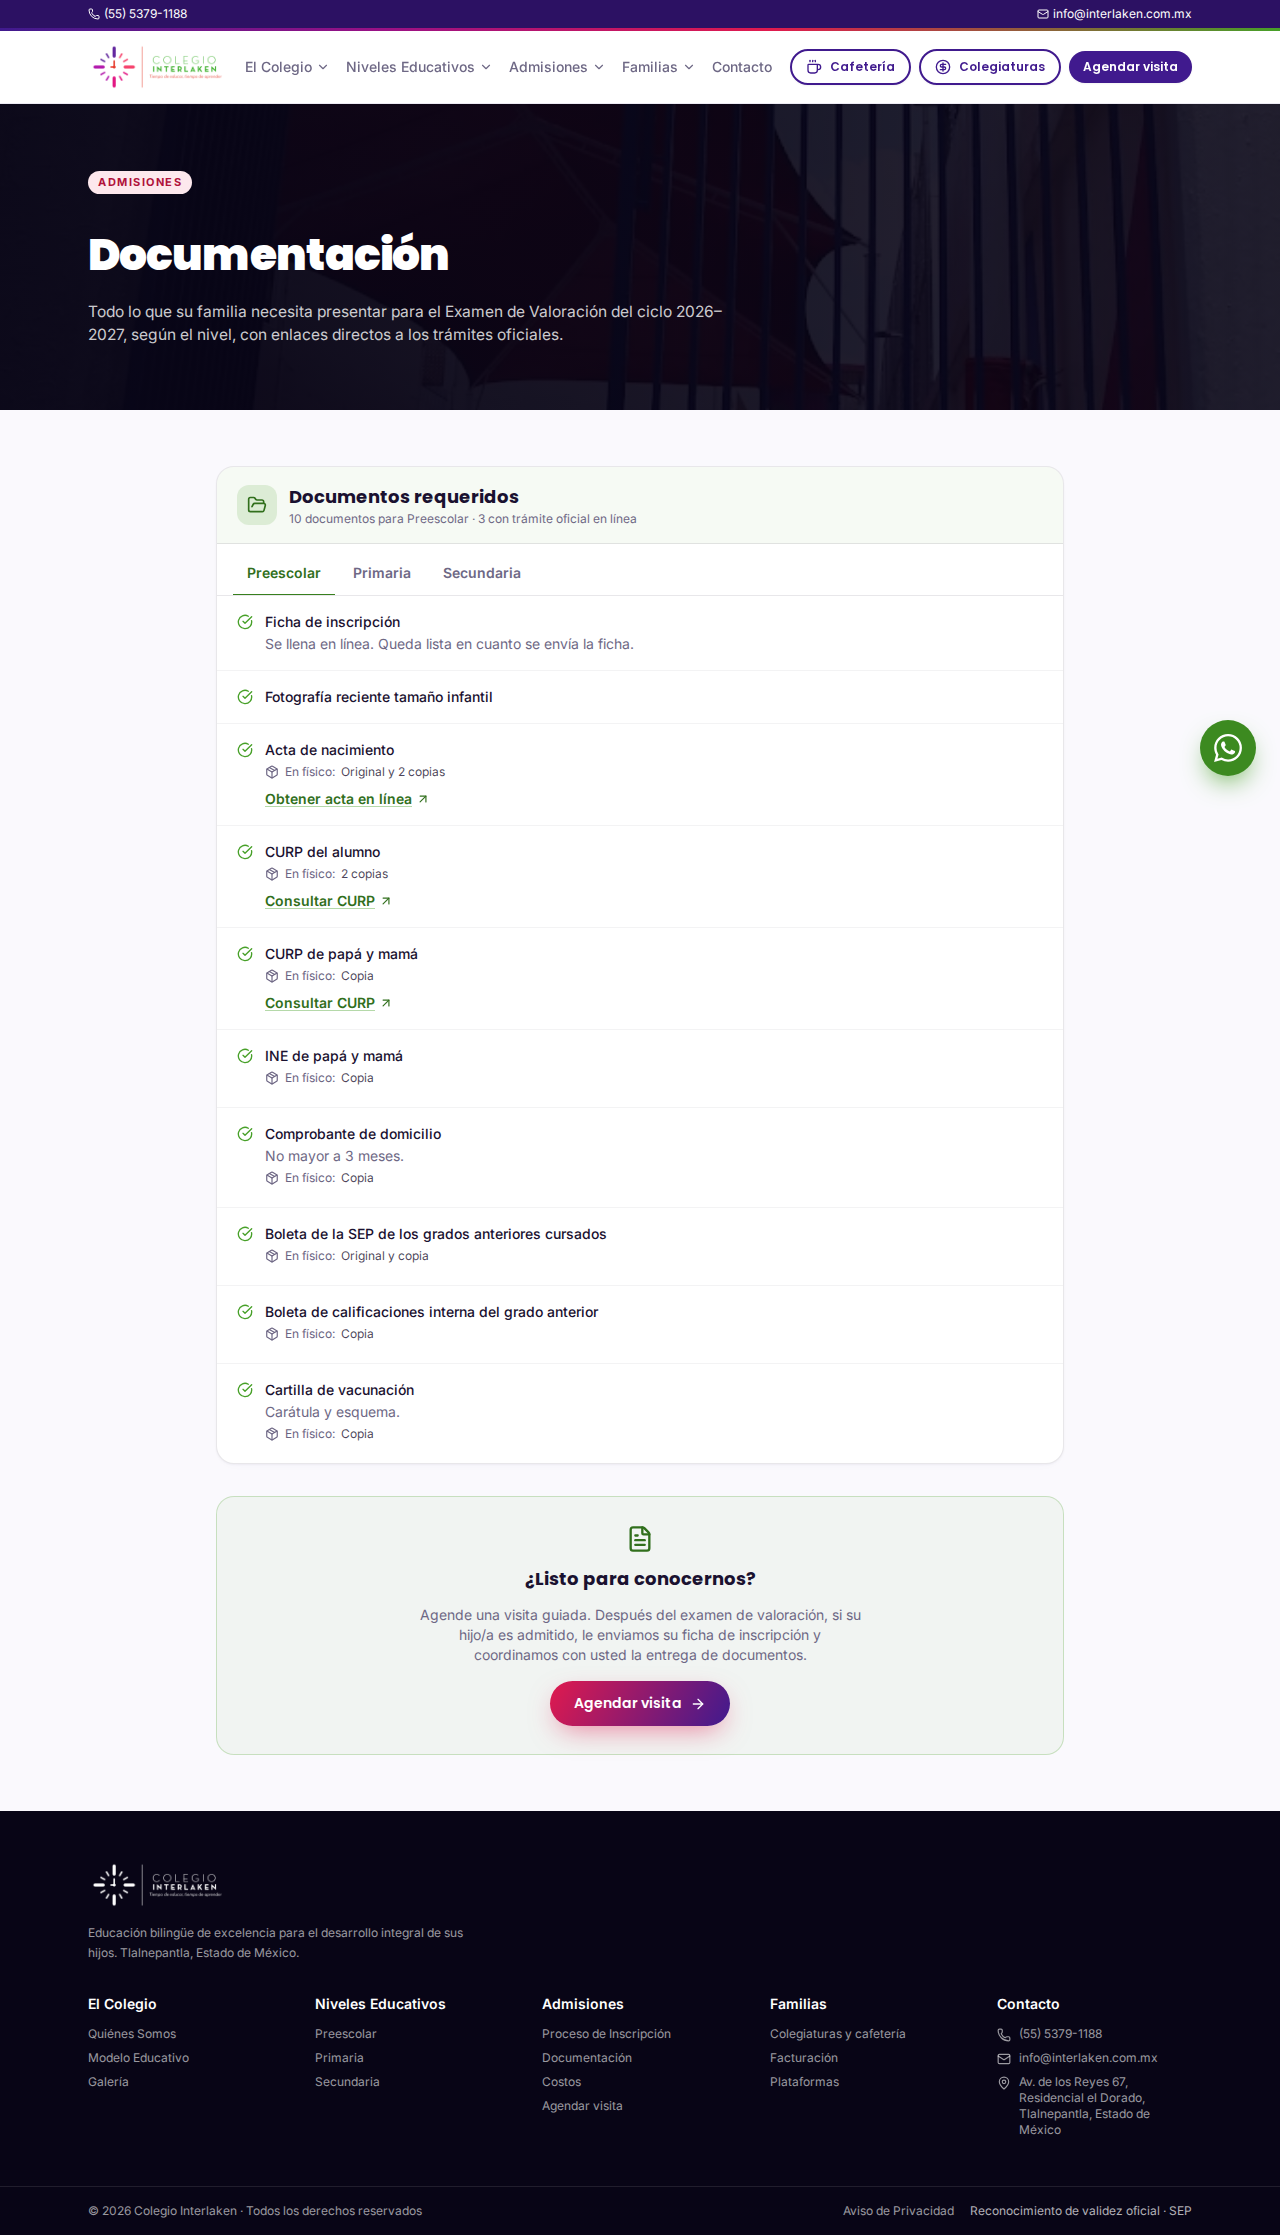 (55) 5379-1188
info@interlaken.com.mx
COLEGIO
INTERLAKEN
Tiempo de educar, tiempo de aprender
El Colegio
Niveles Educativos
Admisiones
Familias
Contacto
Cafetería
Colegiaturas
Agendar visita
ADMISIONES
Documentación
Todo lo que su familia necesita presentar para el Examen de Valoración del ciclo 2026–
2027, según el nivel, con enlaces directos a los trámites oficiales.
Documentos requeridos
10 documentos para Preescolar · 3 con trámite oficial en línea
Preescolar
Primaria
Secundaria
Ficha de inscripción
Se llena en línea. Queda lista en cuanto se envía la ficha.
Fotografía reciente tamaño infantil
Acta de nacimiento
En físico: Original y 2 copias
Obtener acta en línea
CURP del alumno
En físico: 2 copias
Consultar CURP
CURP de papá y mamá
En físico: Copia
Consultar CURP
INE de papá y mamá
En físico: Copia
Comprobante de domicilio
No mayor a 3 meses.
En físico: Copia
Boleta de la SEP de los grados anteriores cursados
En físico: Original y copia
Boleta de calificaciones interna del grado anterior
En físico: Copia
Cartilla de vacunación
Carátula y esquema.
En físico: Copia
¿Listo para conocernos?
Agende una visita guiada. Después del examen de valoración, si su
hijo/a es admitido, le enviamos su ficha de inscripción y
coordinamos con usted la entrega de documentos.
Agendar visita
COLEGIO
INTERLAKEN
Tiempo de educar, tiempo de aprender
Educación bilingüe de excelencia para el desarrollo integral de sus
hijos. Tlalnepantla, Estado de México.
El Colegio
Quiénes Somos
Modelo Educativo
Galería
Niveles Educativos
Preescolar
Primaria
Secundaria
Admisiones
Proceso de Inscripción
Documentación
Costos
Agendar visita
Familias
Colegiaturas y cafetería
Facturación
Plataformas
Contacto
(55) 5379-1188
info@interlaken.com.mx
Av. de los Reyes 67,
Residencial el Dorado,
Tlalnepantla, Estado de
México
© 2026 Colegio Interlaken · Todos los derechos reservados
Aviso de Privacidad
Reconocimiento de validez oficial · SEP